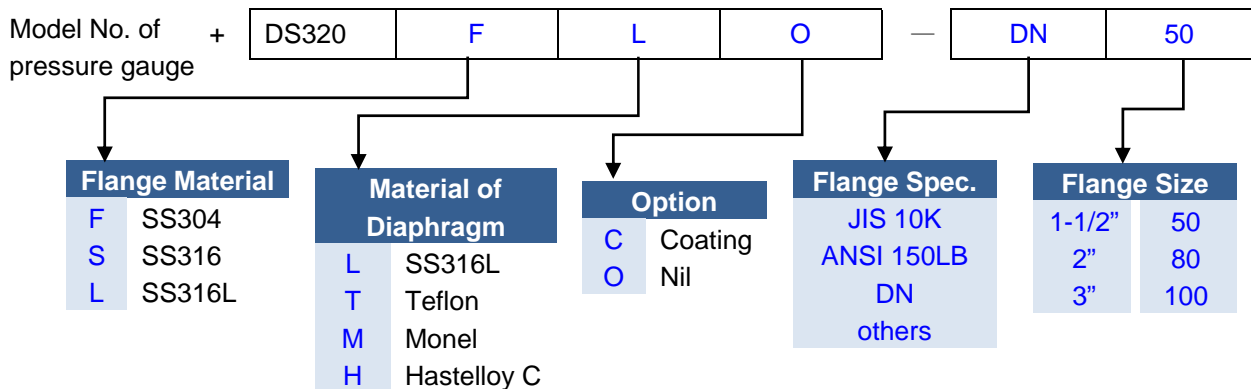 Model No. of
pressure gauge
+ DS320 F L O — DN 50
Flange Material
F SS304
S SS316
L SS316L
Material of
Diaphragm
L SS316L
T Teflon
M Monel
H Hastelloy C
Option
C Coating
O Nil
Flange Spec.
JIS 10K
ANSI 150LB
DN
others
Flange Size
1-1/2” 50
2” 80
3” 100